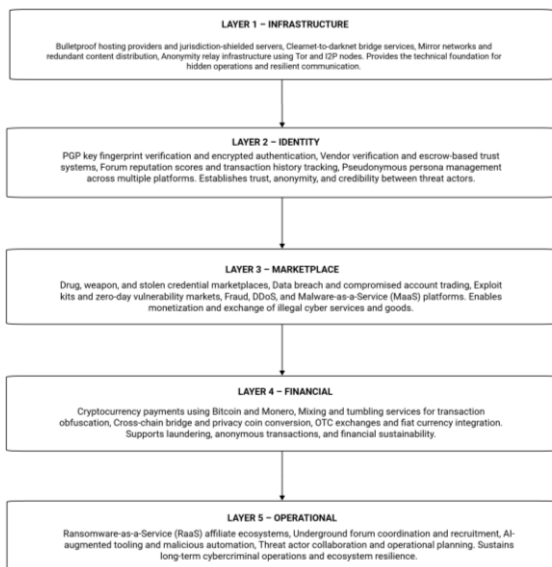 LAYER 1 – INFRASTRUCTURE
Bulletproof hosting providers and jurisdiction-shielded servers, Clearnet-to-darknet bridge services, Mirror networks and
redundant content distribution, Anonymity relay infrastructure using Tor and I2P nodes. Provides the technical foundation for
hidden operations and resilient communication.
LAYER 2 – IDENTITY
PGP key fingerprint verification and encrypted authentication, Vendor verification and escrow-based trust
systems, Forum reputation scores and transaction history tracking, Pseudonymous persona management
across multiple platforms. Establishes trust, anonymity, and credibility between threat actors.
LAYER 3 – MARKETPLACE
Drug, weapon, and stolen credential marketplaces, Data breach and compromised account trading, Exploit
kits and zero-day vulnerability markets, Fraud, DDoS, and Malware-as-a-Service (MaaS) platforms. Enables
monetization and exchange of illegal cyber services and goods.
LAYER 4 – FINANCIAL
Cryptocurrency payments using Bitcoin and Monero, Mixing and tumbling services for transaction
obfuscation, Cross-chain bridge and privacy coin conversion, OTC exchanges and fiat currency integration.
Supports laundering, anonymous transactions, and financial sustainability.
LAYER 5 – OPERATIONAL
Ransomware-as-a-Service (RaaS) affiliate ecosystems, Underground forum coordination and recruitment, AI-
augmented tooling and malicious automation, Threat actor collaboration and operational planning. Sustains
long-term cybercriminal operations and ecosystem resilience.